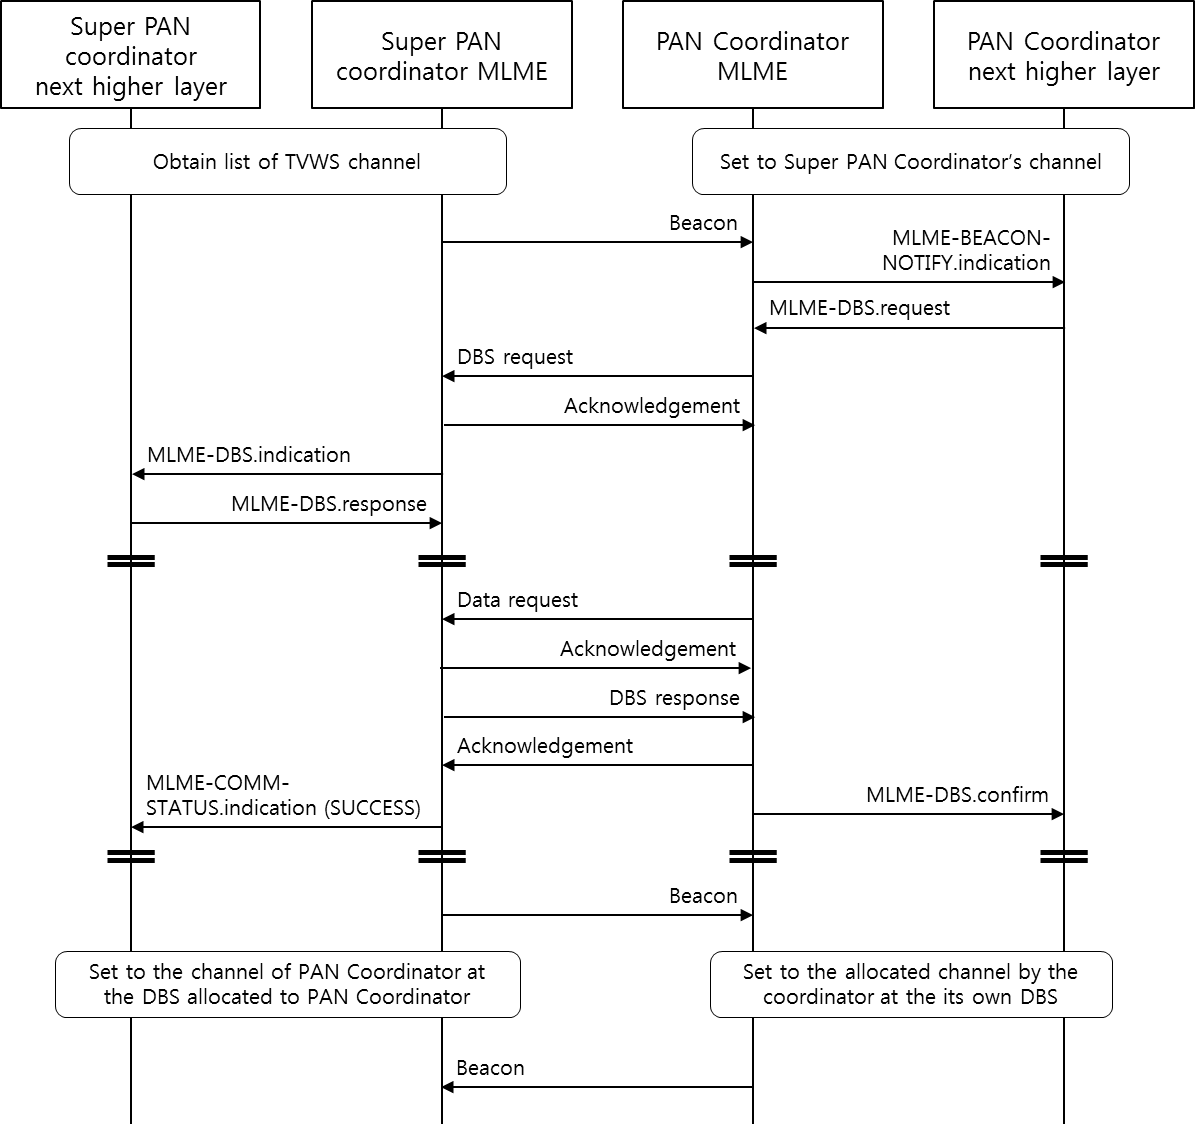 Super PAN
coordinator
next higher layer
Super PAN
coordinator MLME
PAN Coordinator
MLME
PAN Coordinator
next higher layer
Obtain list of TVWS channel
Set to Super PAN Coordinator's channel
Beacon
MLME-BEACON-
NOTIFY.indication
MLME-DBS.request
DBS request
Acknowledgement
MLME-DBS.indication
MLME-DBS.response
Data request
Acknowledgement
DBS response
Acknowledgement
MLME-COMM-
STATUS.indication (SUCCESS)
MLME-DBS.confirm
Beacon
Set to the channel of PAN Coordinator at
the DBS allocated to PAN Coordinator
Set to the allocated channel by the
coordinator at the its own DBS
Beacon